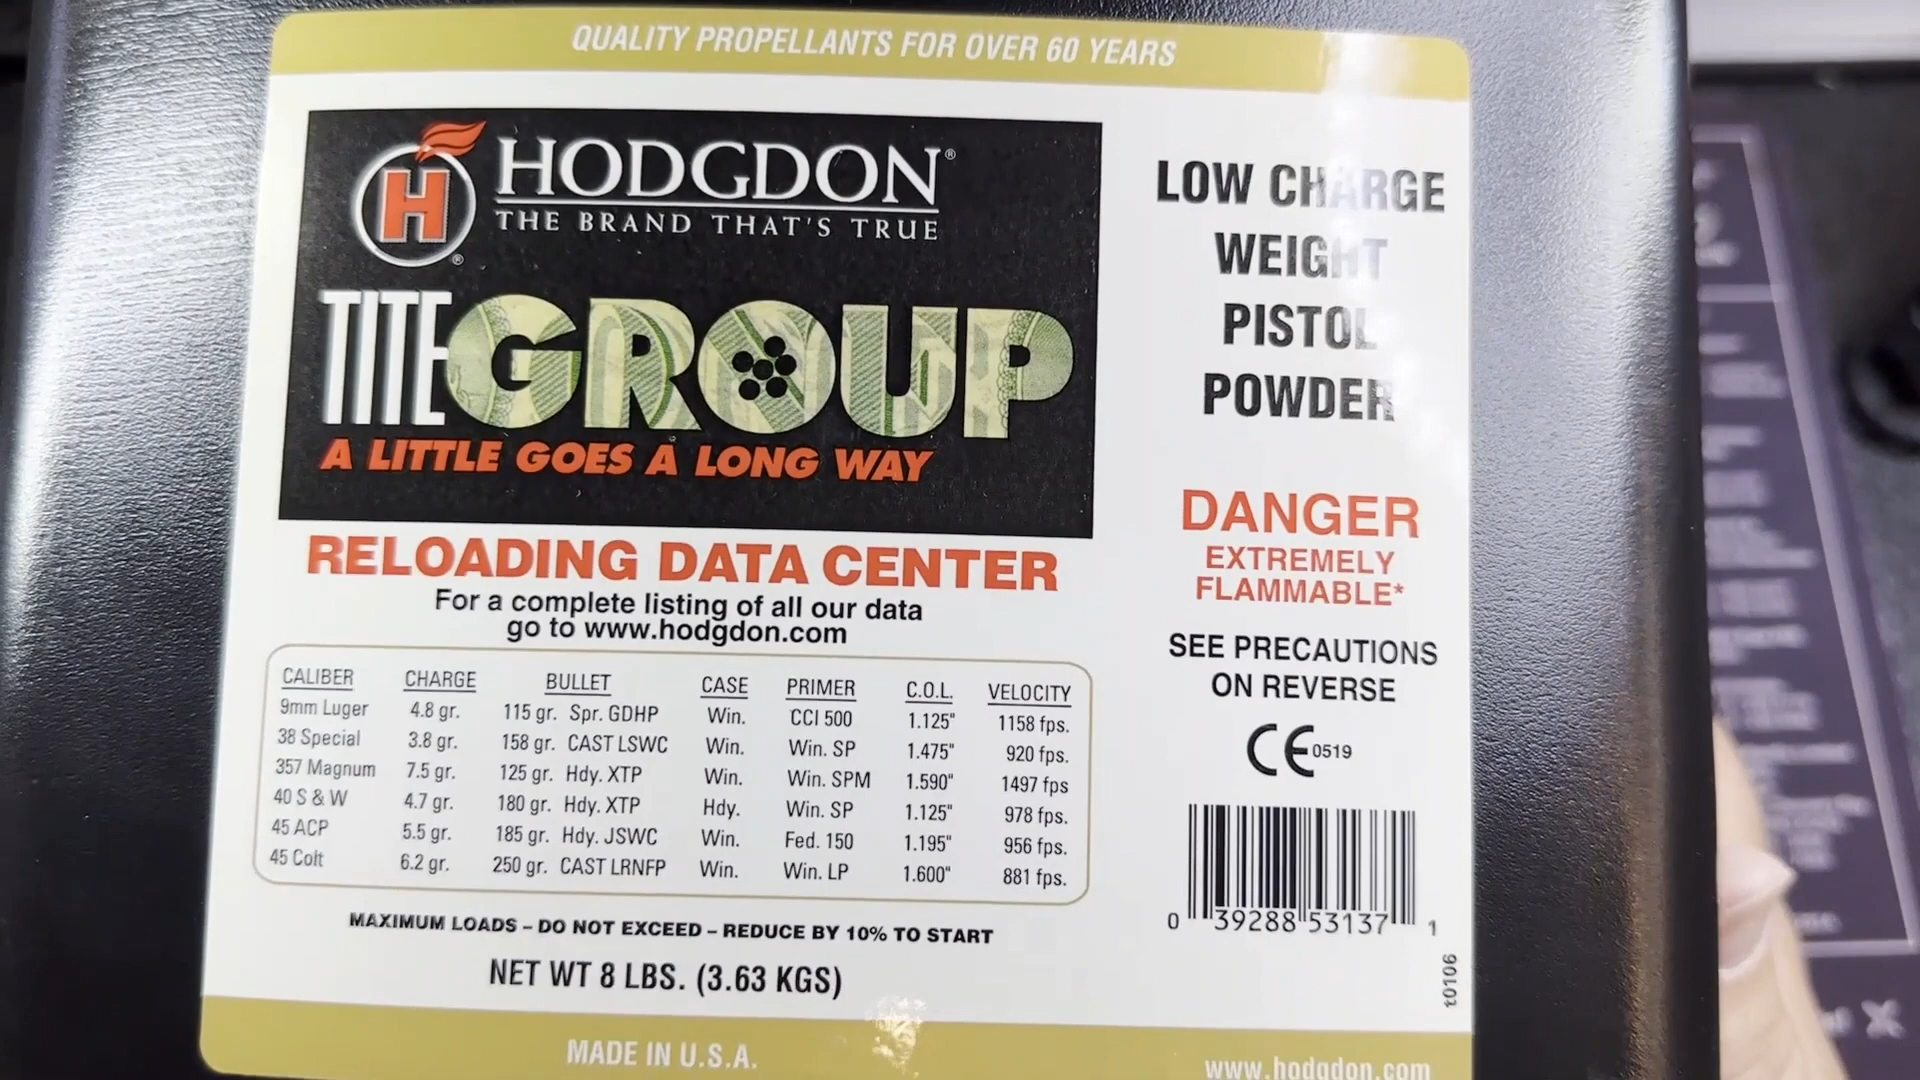 QUALITY PROPELLANTS FOR OVER 60 YEARS
H HODGDON®
THE BRAND THAT'S TRUE
®
TITEGROUP
A LITTLE GOES A LONG WAY
LOW CHARGE
WEIGHT
PISTOL
POWDER
DANGER
EXTREMELY
FLAMMABLE*
SEE PRECAUTIONS
ON REVERSE
CE 0519
RELOADING DATA CENTER
For a complete listing of all our data
go to www.hodgdon.com
CALIBER CHARGE BULLET CASE PRIMER C.O.L. VELOCITY
9mm Luger 4.8 gr. 115 gr. Spr. GDHP Win. CCI 500 1.125" 1158 fps.
38 Special 3.8 gr. 158 gr. CAST LSWC Win. Win. SP 1.475" 920 fps.
357 Magnum 7.5 gr. 125 gr. Hdy. XTP Win. Win. SPM 1.590" 1497 fps
40 S & W 4.7 gr. 180 gr. Hdy. XTP Hdy. Win. SP 1.125" 978 fps.
45 ACP 5.5 gr. 185 gr. Hdy. JSWC Win. Fed. 150 1.195" 956 fps.
45 Colt 6.2 gr. 250 gr. CAST LRNFP Win. Win. LP 1.600" 881 fps.
MAXIMUM LOADS – DO NOT EXCEED – REDUCE BY 10% TO START
NET WT 8 LBS. (3.63 KGS)
0 39288 53137 1
t0106
MADE IN U.S.A.
www.hodgdon.com